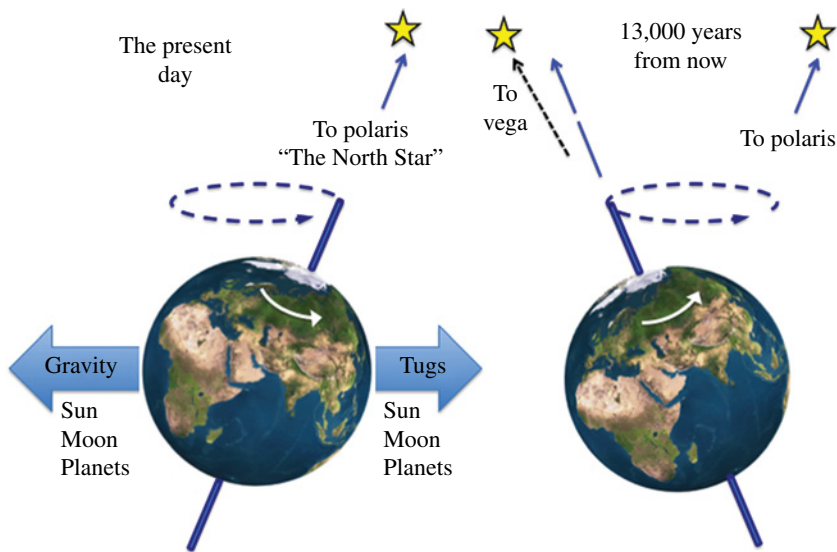 The present
day
To polaris
“The North Star”
To
vega
13,000 years
from now
To polaris
Gravity
Sun
Moon
Planets
Tugs
Sun
Moon
Planets